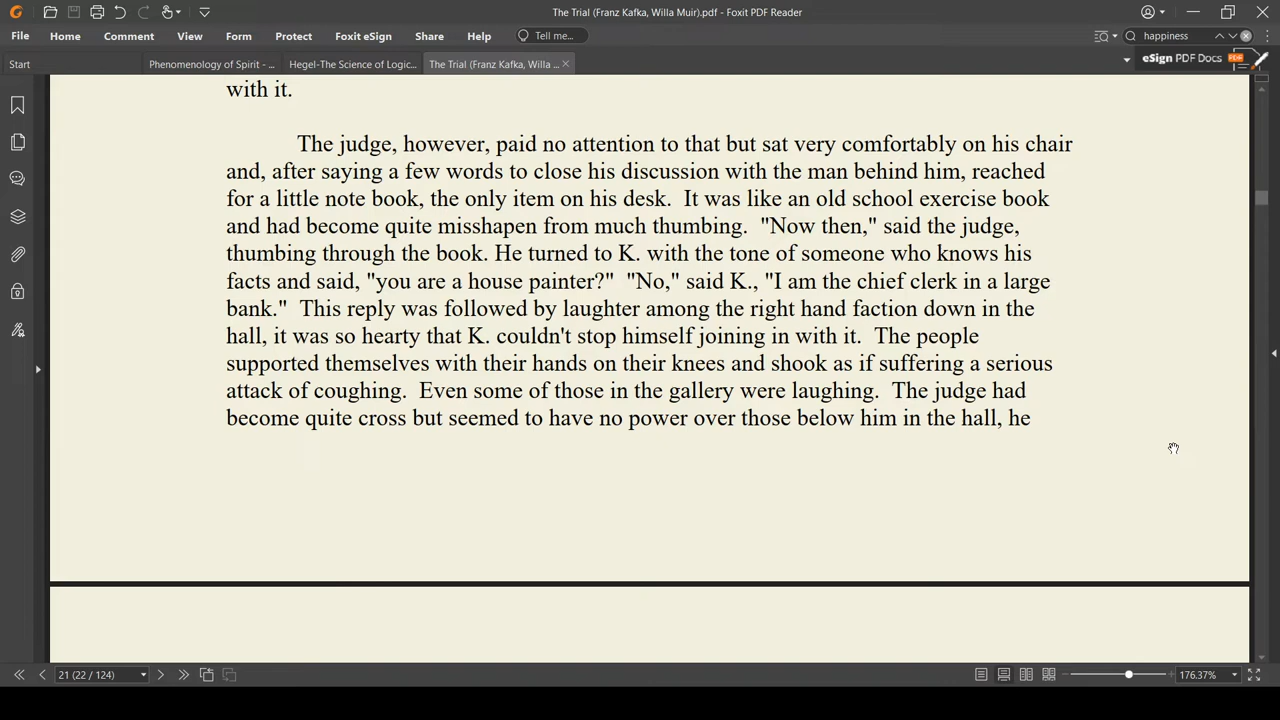 The Trial (Franz Kafka, Willa Muir).pdf - Foxit PDF Reader
File Home Comment View Form Protect Foxit eSign Share Help Tell me... happiness
Start Phenomenology of Spirit - ... Hegel-The Science of Logic... The Trial (Franz Kafka, Willa ... eSign PDF Docs
with it.
The judge, however, paid no attention to that but sat very comfortably on his chair
and, after saying a few words to close his discussion with the man behind him, reached
for a little note book, the only item on his desk.  It was like an old school exercise book
and had become quite misshapen from much thumbing.  "Now then," said the judge,
thumbing through the book. He turned to K. with the tone of someone who knows his
facts and said, "you are a house painter?"  "No," said K., "I am the chief clerk in a large
bank."  This reply was followed by laughter among the right hand faction down in the
hall, it was so hearty that K. couldn't stop himself joining in with it.  The people
supported themselves with their hands on their knees and shook as if suffering a serious
attack of coughing.  Even some of those in the gallery were laughing.  The judge had
become quite cross but seemed to have no power over those below him in the hall, he
21 (22 / 124) 176.37%